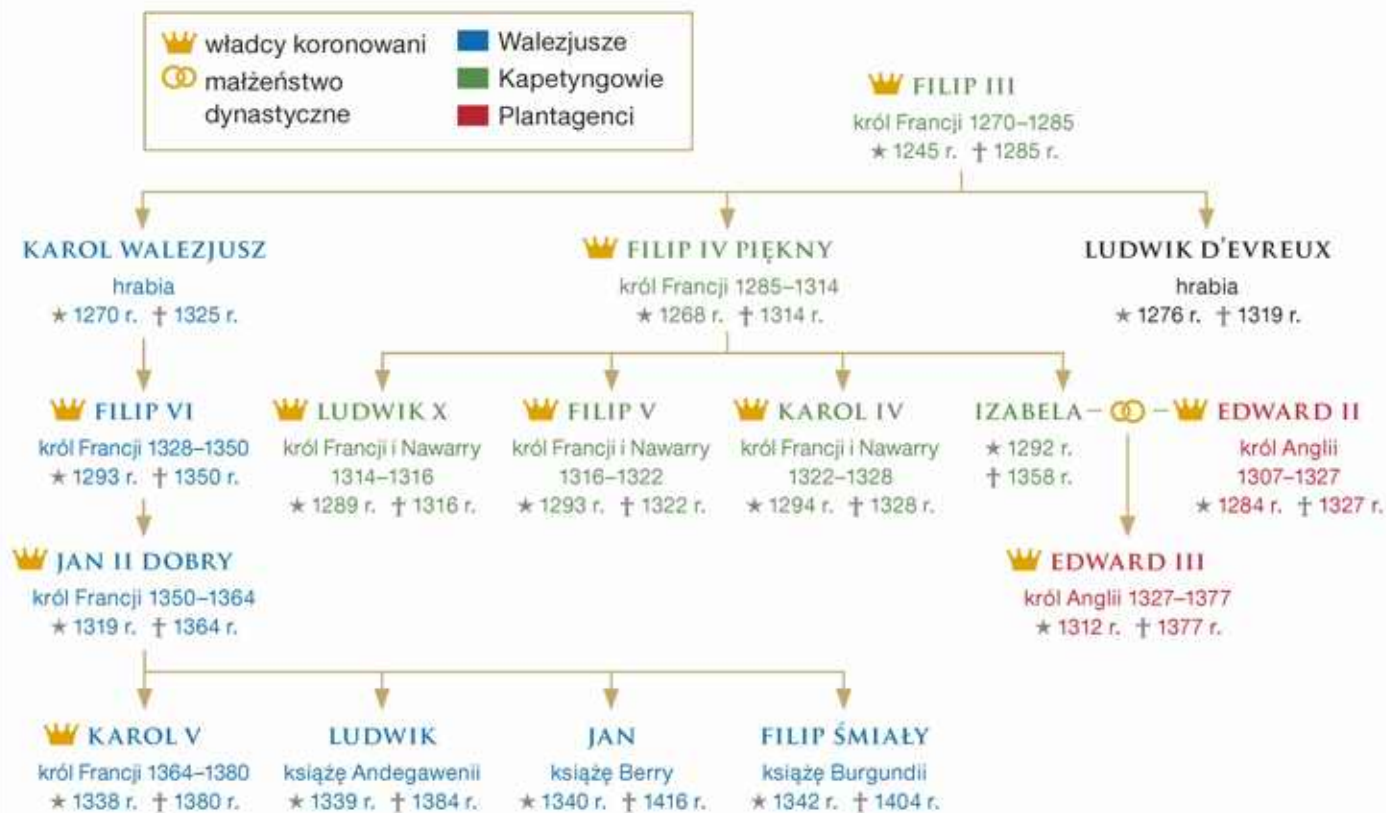 władcy koronowani
małżeństwo
dynastyczne
Walezjusze
Kapetyngowie
Plantagenci
FILIP III
król Francji 1270–1285
★ 1245 r. † 1285 r.
KAROL WALEZJUSZ
hrabia
★ 1270 r. † 1325 r.
FILIP IV PIĘKNY
król Francji 1285–1314
★ 1268 r. † 1314 r.
LUDWIK D'EVREUX
hrabia
★ 1276 r. † 1319 r.
FILIP VI
król Francji 1328–1350
★ 1293 r. † 1350 r.
LUDWIK X
król Francji i Nawarry
1314–1316
★ 1289 r. † 1316 r.
FILIP V
król Francji i Nawarry
1316–1322
★ 1293 r. † 1322 r.
KAROL IV
król Francji i Nawarry
1322–1328
★ 1294 r. † 1328 r.
IZABELA
★ 1292 r.
† 1358 r.
EDWARD II
król Anglii
1307–1327
★ 1284 r. † 1327 r.
JAN II DOBRY
król Francji 1350–1364
★ 1319 r. † 1364 r.
EDWARD III
król Anglii 1327–1377
★ 1312 r. † 1377 r.
KAROL V
król Francji 1364–1380
★ 1338 r. † 1380 r.
LUDWIK
książę Andegawenii
★ 1339 r. † 1384 r.
JAN
książę Berry
★ 1340 r. † 1416 r.
FILIP ŚMIAŁY
książę Burgundii
★ 1342 r. † 1404 r.